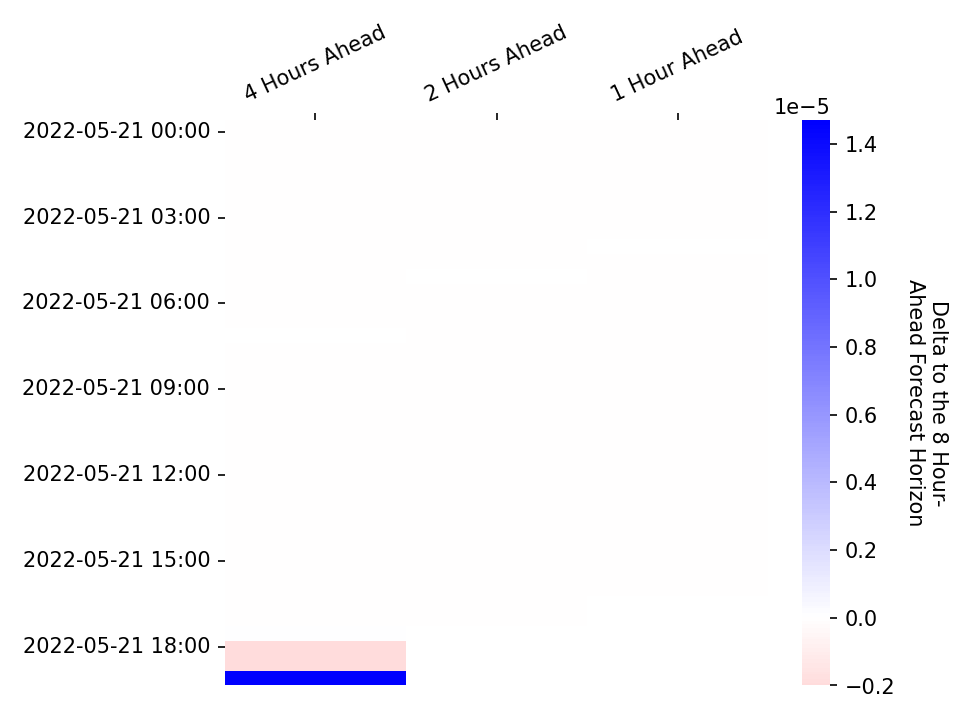 4 Hours Ahead
2 Hours Ahead
1 Hour Ahead
2022-05-21 00:00
2022-05-21 03:00
2022-05-21 06:00
2022-05-21 09:00
2022-05-21 12:00
2022-05-21 15:00
2022-05-21 18:00
1e−5
1.4
1.2
1.0
0.8
0.6
0.4
0.2
0.0
−0.2
Delta to the 8 Hour-
Ahead Forecast Horizon